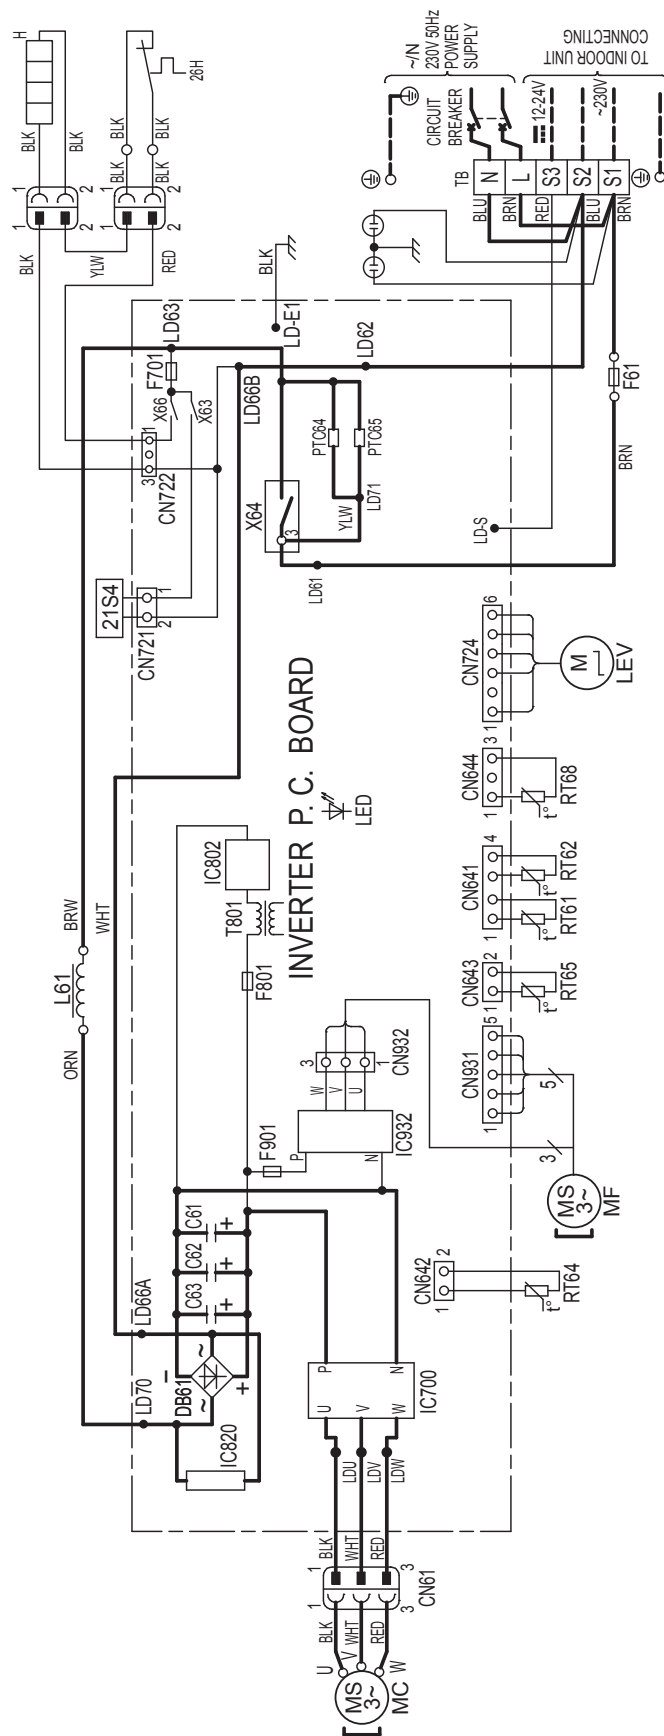 H
BLK
BLK
1
2
1
2
BLK
YLW
26H
BLK
BLK
BLK
BLK
1
2
1
2
RED
~/N
230V 50Hz
POWER
SUPPLY
CIRCUIT
BREAKER
TO INDOOR UNIT
CONNECTING
12-24V
~230V
TB
N
L
S3
S2
S1
BLU
BRN
RED
BLU
BRN
F61
BRN
BLK
LD-E1
LD63
F701
X66
X63
LD62
LD66B
PTC64
PTC65
LD71
YLW
X64
3
LD61
LD-S
1
3
CN722
21S4
CN721
1
2
INVERTER P.C. BOARD
LED
IC802
T801
F801
BRW
WHT
L61
ORN
CN724
1
6
M
LEV
CN644
1
3
t°
RT68
CN641
1
4
t°
RT62
t°
RT61
CN643
1
2
t°
RT65
CN931
1
5
5
3
MS
3~
MF
CN932
3
1
W
V
U
IC932
P
N
F901
C61
+
C62
+
C63
+
LD66A
LD70
DB61
−
~
~
+
IC820
CN642
1
2
t°
RT64
IC700
P
N
U
V
W
LDU
LDV
LDW
BLK
WHT
RED
1
3
1
3
CN61
BLK
WHT
RED
U
V
W
MS
3~
MC